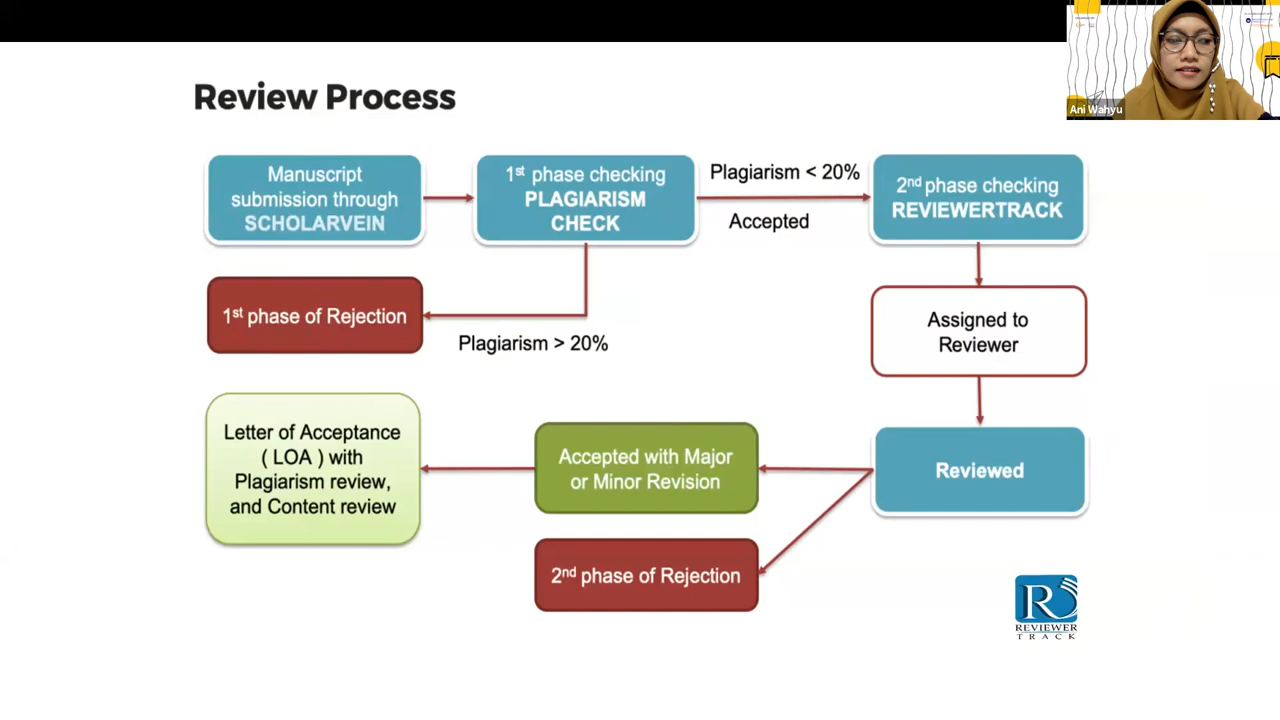 Ani Wahyu
Review Process
Manuscript
submission through
SCHOLARVEIN
1st phase checking
PLAGIARISM
CHECK
Plagiarism < 20%
Accepted
2nd phase checking
REVIEWERTRACK
1st phase of Rejection
Plagiarism > 20%
Assigned to
Reviewer
Letter of Acceptance
( LOA ) with
Plagiarism review,
and Content review
Accepted with Major
or Minor Revision
Reviewed
2nd phase of Rejection
R
REVIEWER
TRACK